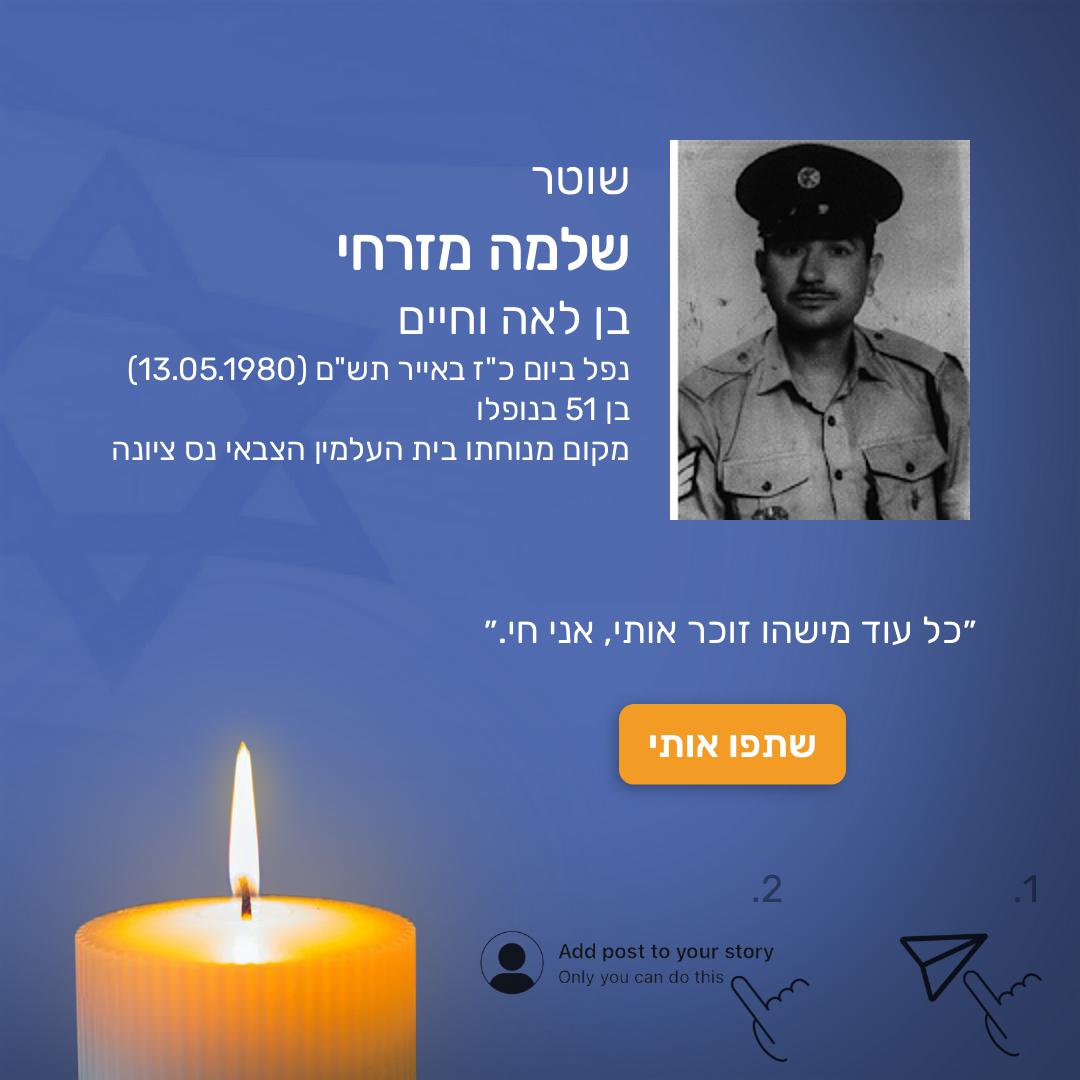 שוטר
שלמה מזרחי
בן לאה וחיים
נפל ביום כ"ז באייר תש"ם (13.05.1980)
בן 51 בנופלו
מקום מנוחתו בית העלמין הצבאי נס ציונה
״כל עוד מישהו זוכר אותי, אני חי.״
שתפו אותי
1.
2.
Add post to your story
Only you can do this